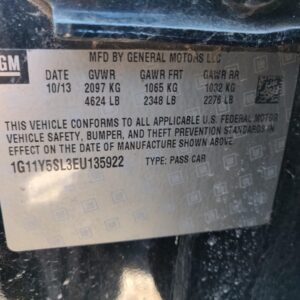 GM
MFD BY GENERAL MOTORS LLC
DATE GVWR GAWR FRT GAWR RR
10/13 2097 KG 1065 KG 1032 KG
4624 LB 2348 LB 2276 LB
THIS VEHICLE CONFORMS TO ALL APPLICABLE U.S. FEDERAL MOTOR
VEHICLE SAFETY, BUMPER, AND THEFT PREVENTION STANDARDS
IN EFFECT ON THE DATE OF MANUFACTURE SHOWN ABOVE.
1G11Y5SL3EU135922 TYPE: PASS CAR